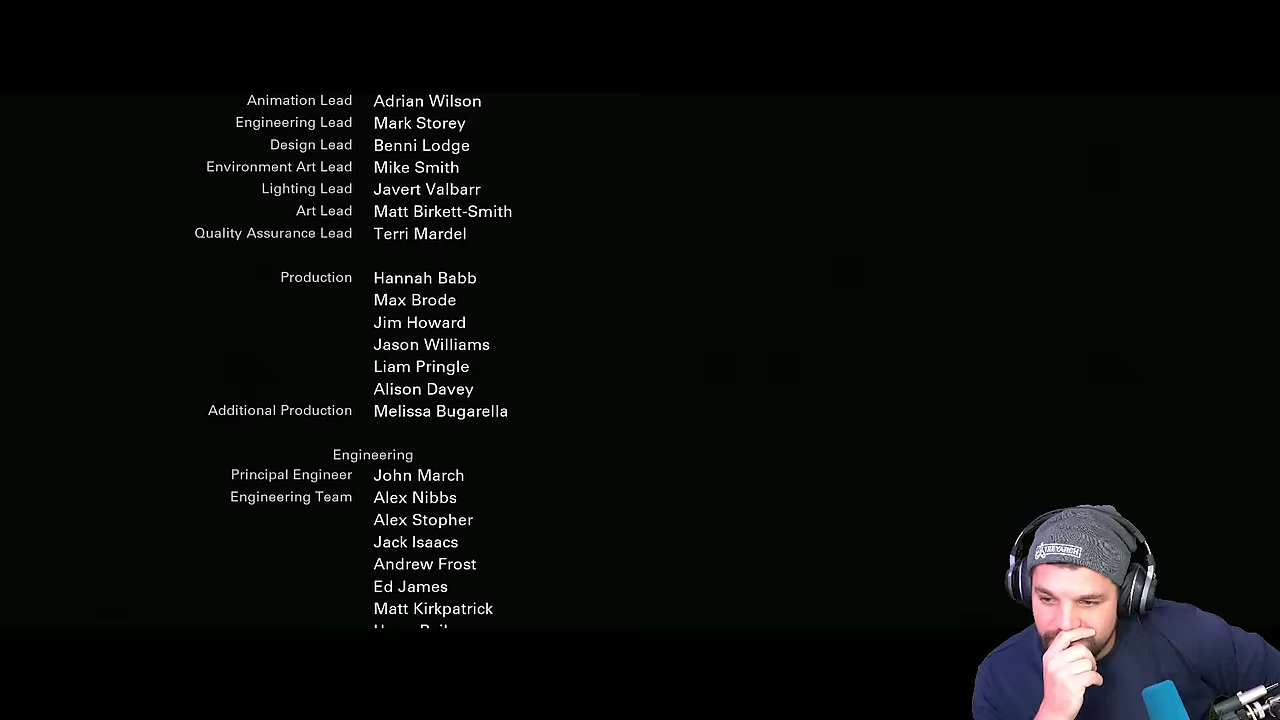 Animation Lead Adrian Wilson
Engineering Lead Mark Storey
Design Lead Benni Lodge
Environment Art Lead Mike Smith
Lighting Lead Javert Valbarr
Art Lead Matt Birkett-Smith
Quality Assurance Lead Terri Mardel
Production Hannah Babb
Max Brode
Jim Howard
Jason Williams
Liam Pringle
Alison Davey
Additional Production Melissa Bugarella
Engineering
Principal Engineer John March
Engineering Team Alex Nibbs
Alex Stopher
Jack Isaacs
Andrew Frost
Ed James
Matt Kirkpatrick
TREYARCH